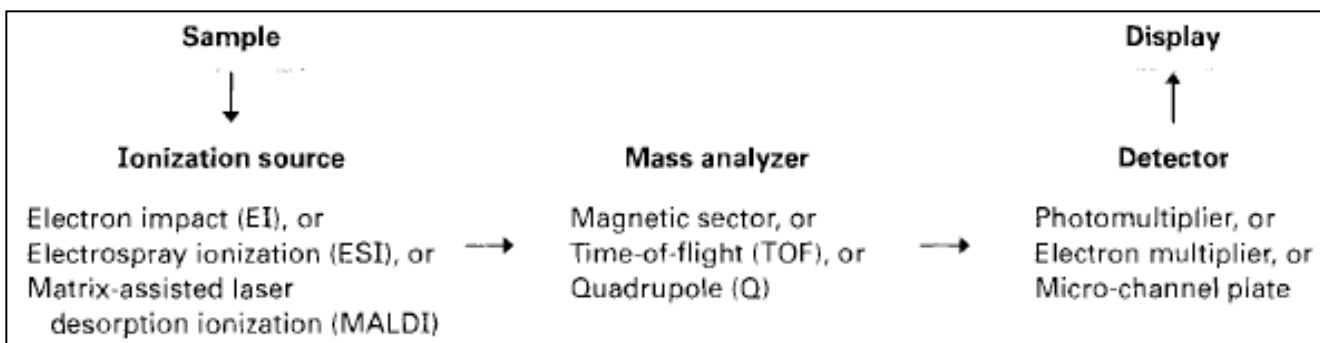 Sample
Display
Ionization source
Mass analyzer
Detector
Electron impact (EI), or
Electrospray ionization (ESI), or
Matrix-assisted laser
desorption ionization (MALDI)
Magnetic sector, or
Time-of-flight (TOF), or
Quadrupole (Q)
Photomultiplier, or
Electron multiplier, or
Micro-channel plate